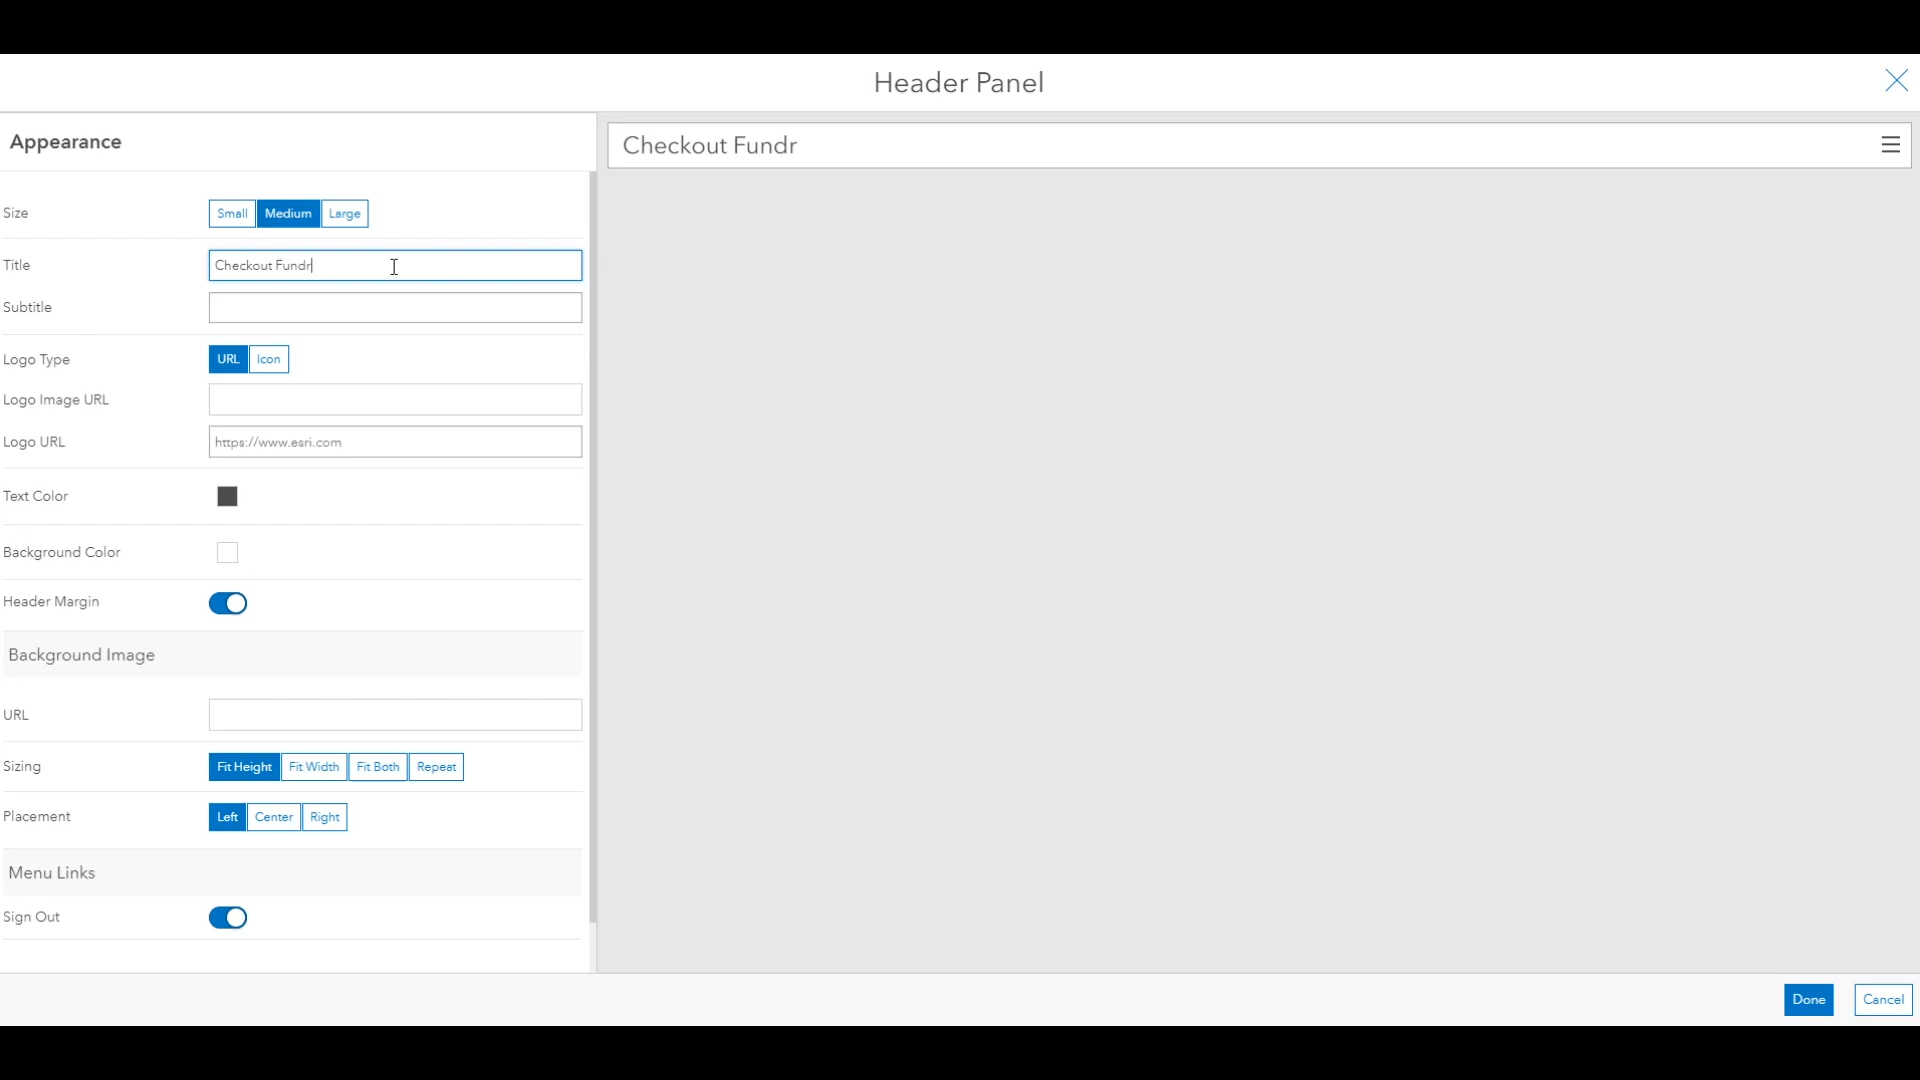 Header Panel
Appearance
Checkout Fundr
Size
Small Medium Large
Title
Checkout Fundr
Subtitle
Logo Type
URL Icon
Logo Image URL
Logo URL
https://www.esri.com
Text Color
Background Color
Header Margin
Background Image
URL
Sizing
Fit Height Fit Width Fit Both Repeat
Placement
Left Center Right
Menu Links
Sign Out
Done Cancel